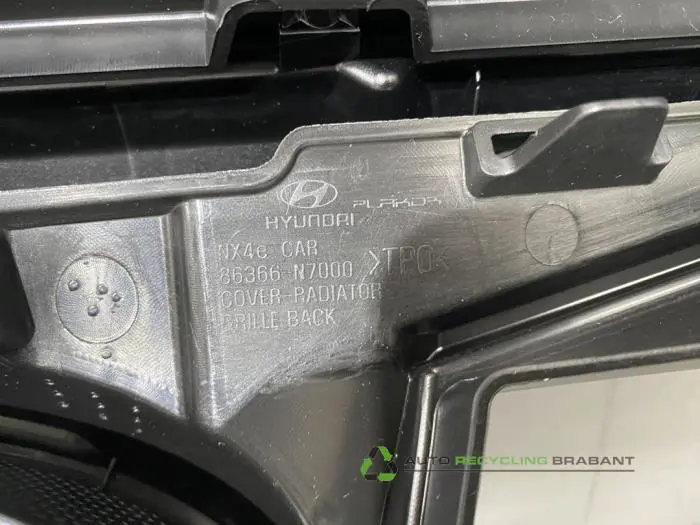 HYUNDAI PLAKOR
NX4e CAR
86366-N7000 >TPO<
COVER-RADIATOR
GRILLE BACK
AUTO RECYCLING BRABANT